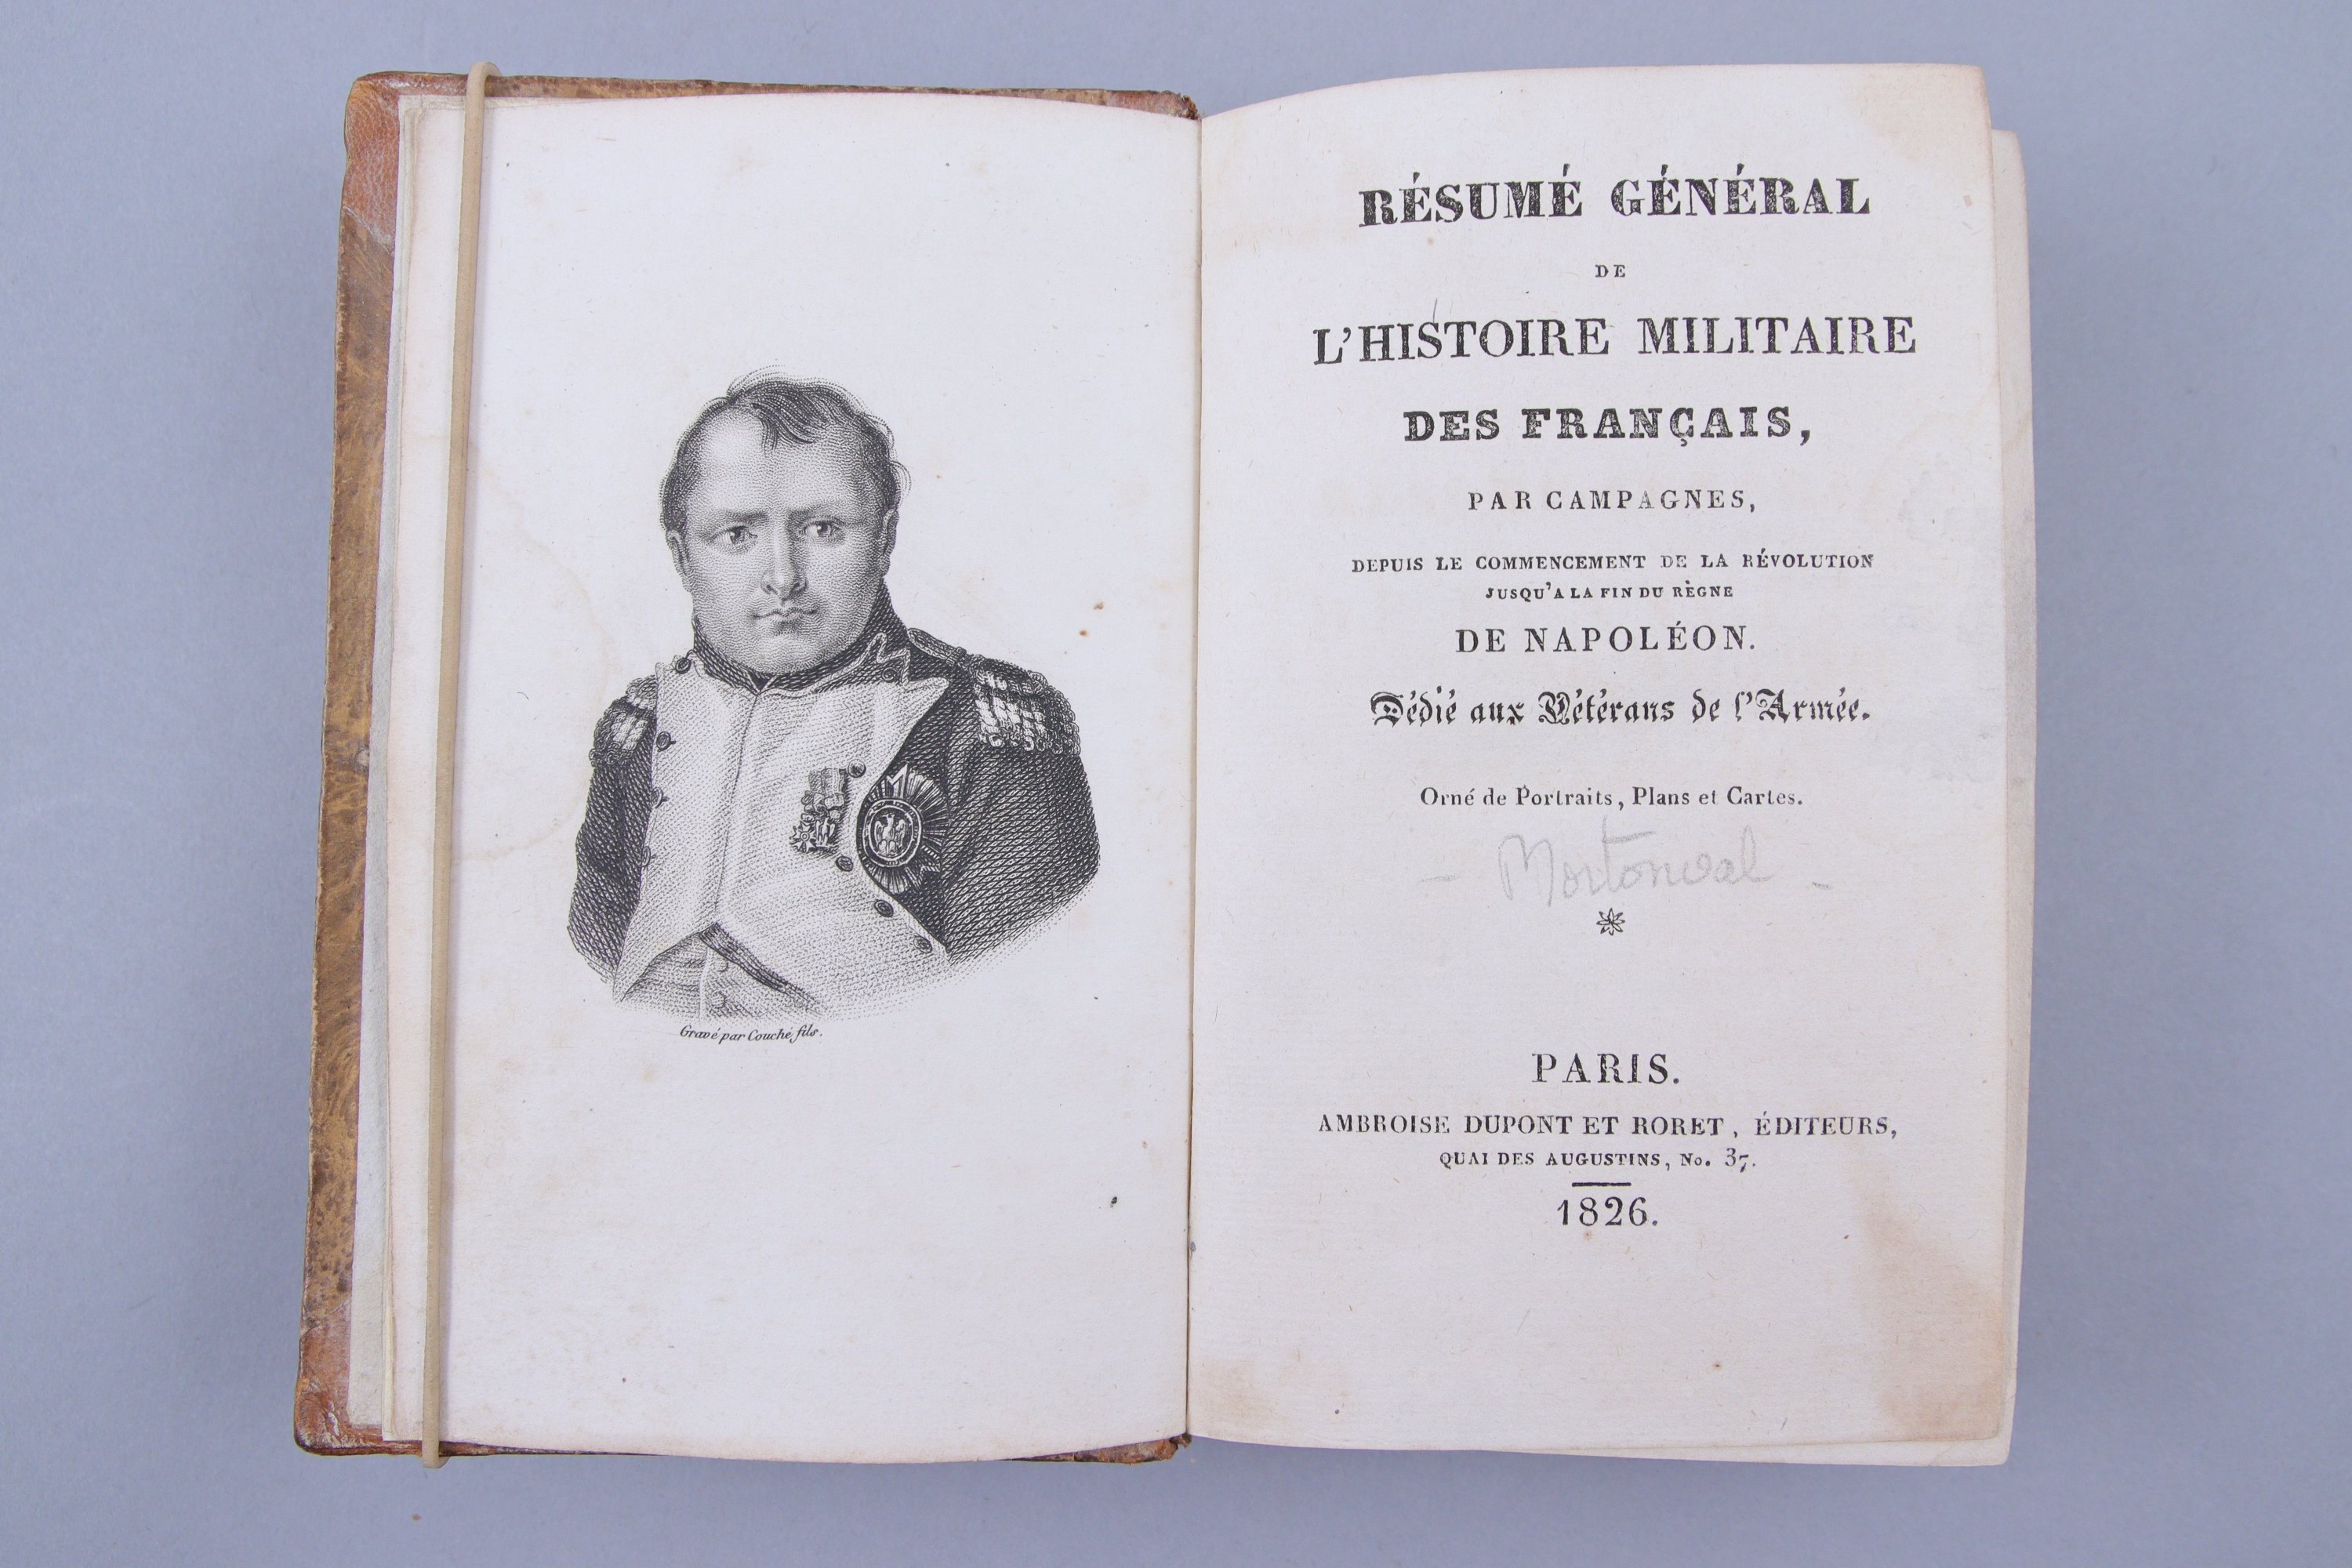 Gravé par Couché fils.
RÉSUMÉ GÉNÉRAL
DE
L'HISTOIRE MILITAIRE
DES FRANÇAIS,
PAR CAMPAGNES,
DEPUIS LE COMMENCEMENT DE LA RÉVOLUTION
JUSQU'A LA FIN DU RÈGNE
DE NAPOLÉON.
Dédié aux Vétérans de l'Armée.
Orné de Portraits, Plans et Cartes.
- Mortonval -
PARIS.
AMBROISE DUPONT ET RORET, ÉDITEURS,
QUAI DES AUGUSTINS, No. 37.
1826.